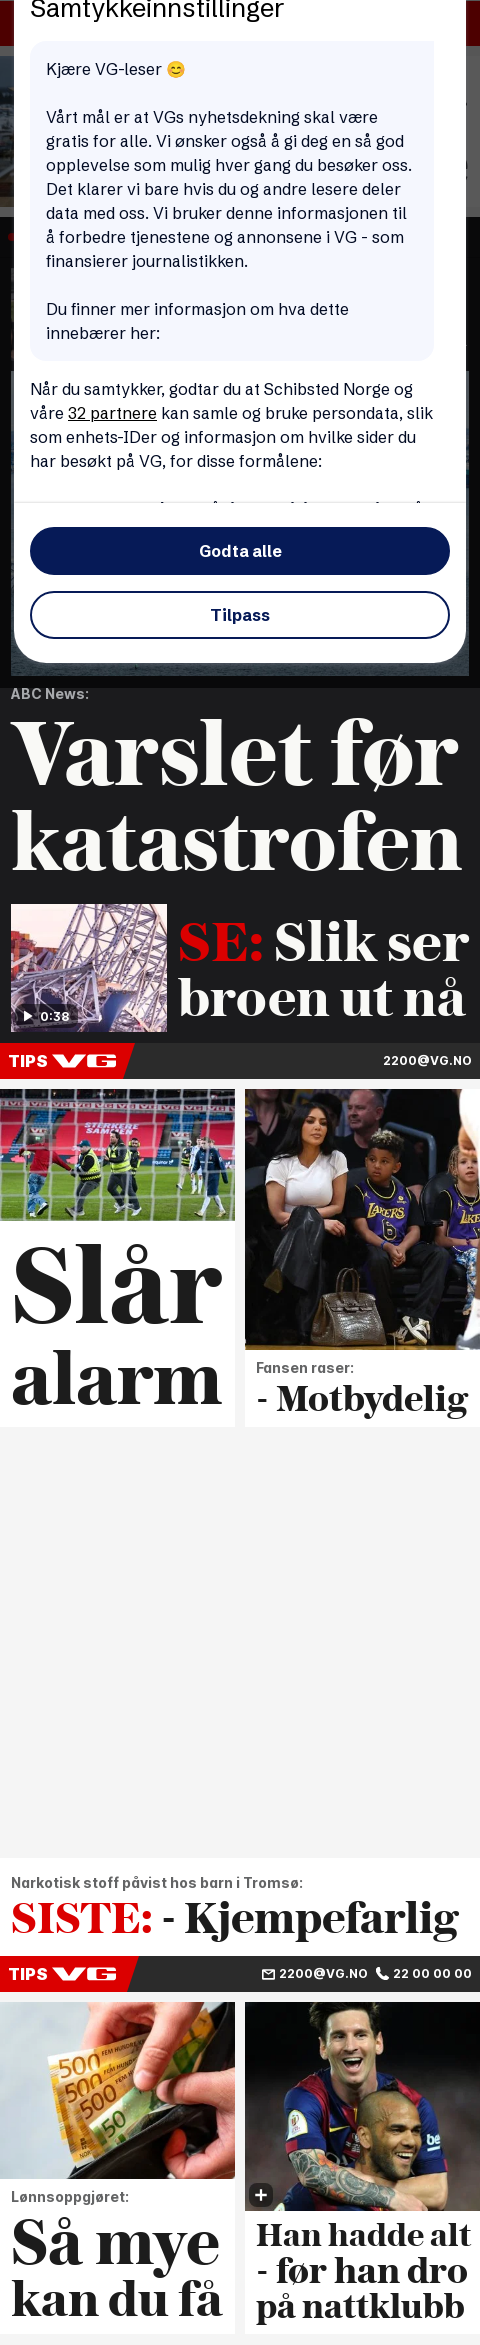 Samtykkeinnstillinger
Kjære VG-leser 😊
Vårt mål er at VGs nyhetsdekning skal være
gratis for alle. Vi ønsker også å gi deg en så god
opplevelse som mulig hver gang du besøker oss.
Det klarer vi bare hvis du og andre lesere deler
data med oss. Vi bruker denne informasjonen til
å forbedre tjenestene og annonsene i VG - som
finansierer journalistikken.
Du finner mer informasjon om hva dette
innebærer her:
Når du samtykker, godtar du at Schibsted Norge og
våre 32 partnere kan samle og bruke persondata, slik
som enhets-IDer og informasjon om hvilke sider du
har besøkt på VG, for disse formålene:
Godta alle
Tilpass
ABC News:
Varslet før
katastrofen
0:38
SE: Slik ser
broen ut nå
TIPS VG
2200@VG.NO
STERKERE
SAMMEN
Slår
alarm
LAKERS
6
Fansen raser:
- Motbydelig
Narkotisk stoff påvist hos barn i Tromsø:
SISTE: - Kjempefarlig
TIPS VG
2200@VG.NO 22 00 00 00
500
500
500
50
Lønnsoppgjøret:
Så mye
kan du få
Han hadde alt
- før han dro
på nattklubb